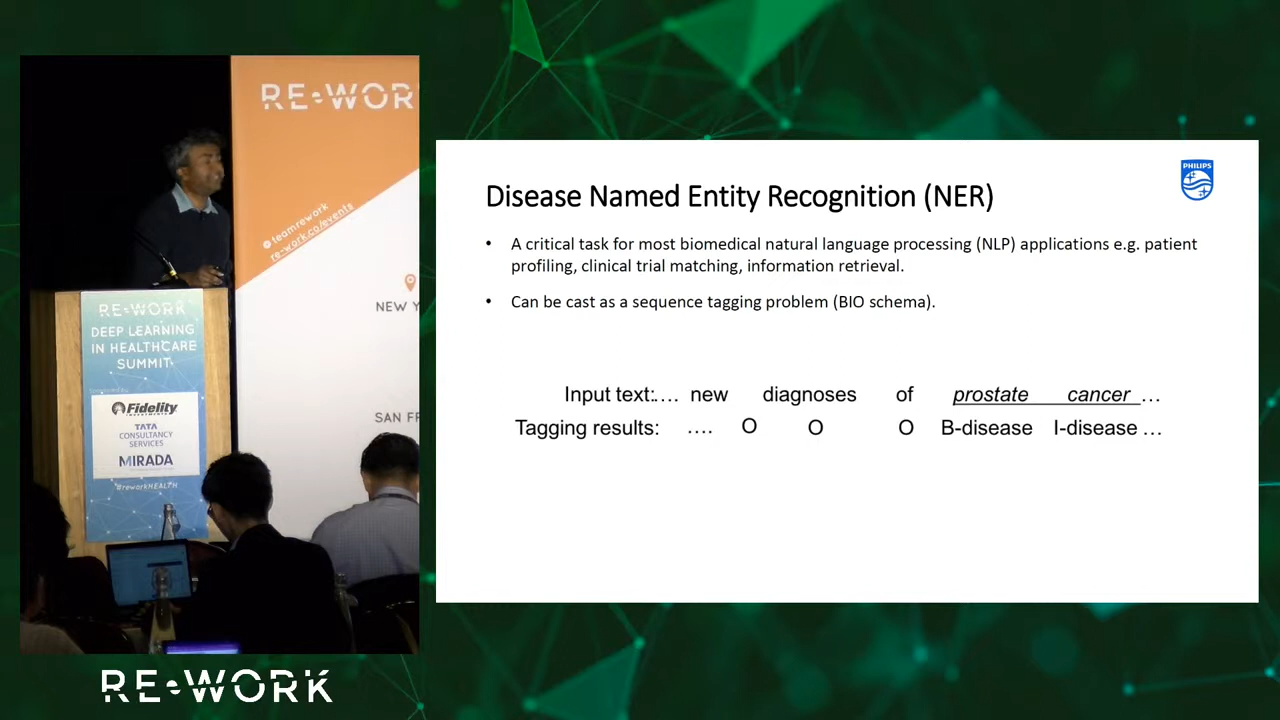 RE•WOR
teamrework
re-work.co/events
NEW Y
SAN FR
RE•WORK
DEEP LEARNING
IN HEALTHCARE
SUMMIT
Fidelity
INVESTMENTS
TATA
CONSULTANCY
SERVICES
MIRADA
@reworkHEALTH
RE•WORK
PHILIPS
Disease Named Entity Recognition (NER)
• A critical task for most biomedical natural language processing (NLP) applications e.g. patient
profiling, clinical trial matching, information retrieval.
• Can be cast as a sequence tagging problem (BIO schema).
Input text:…. new diagnoses of prostate cancer …
Tagging results: …. O O O B-disease I-disease …